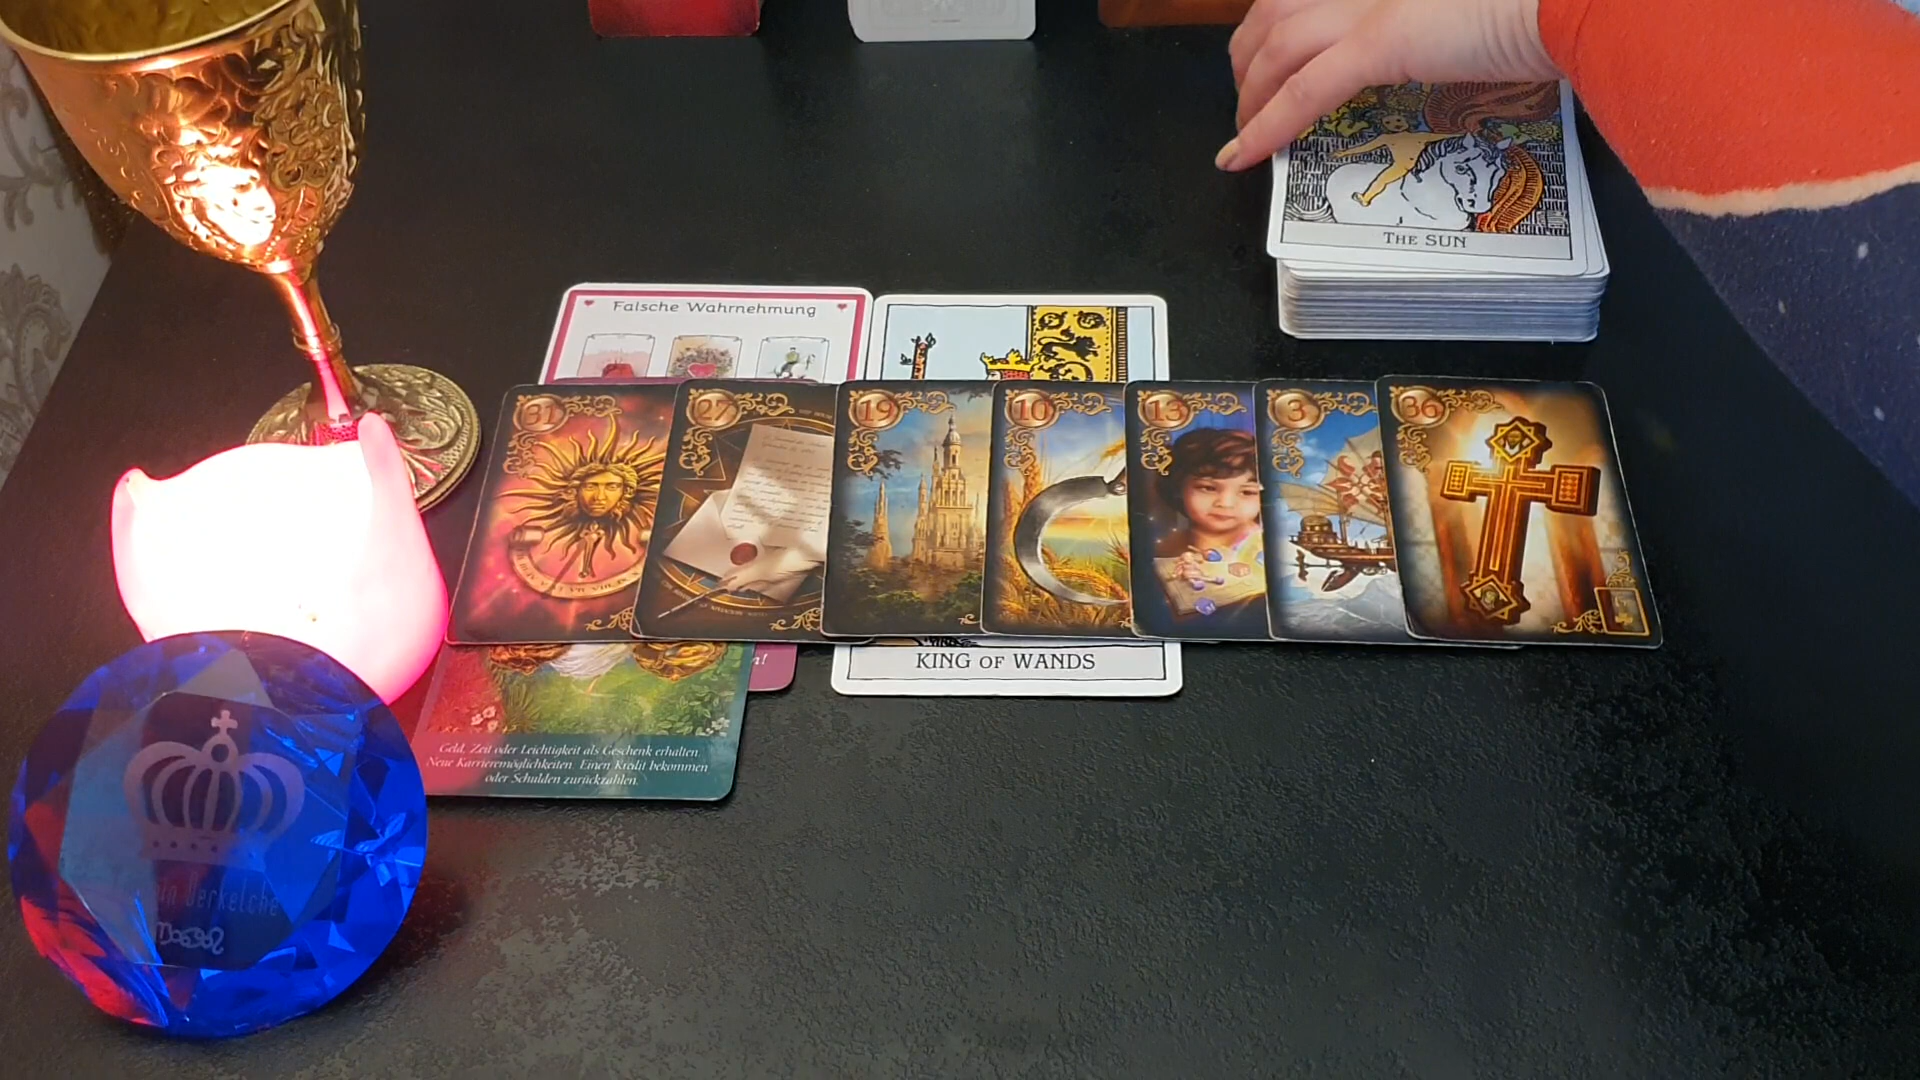 The SUN
Falsche Wahrnehmung
31
27
19
10
13
3
36
KING OF WANDS
Geld, Zeit oder Leichtigkeit als Geschenk erhalten.
Neue Karrieremöglichkeiten. Einen Kredit bekommen
oder Schulden zurückzahlen.